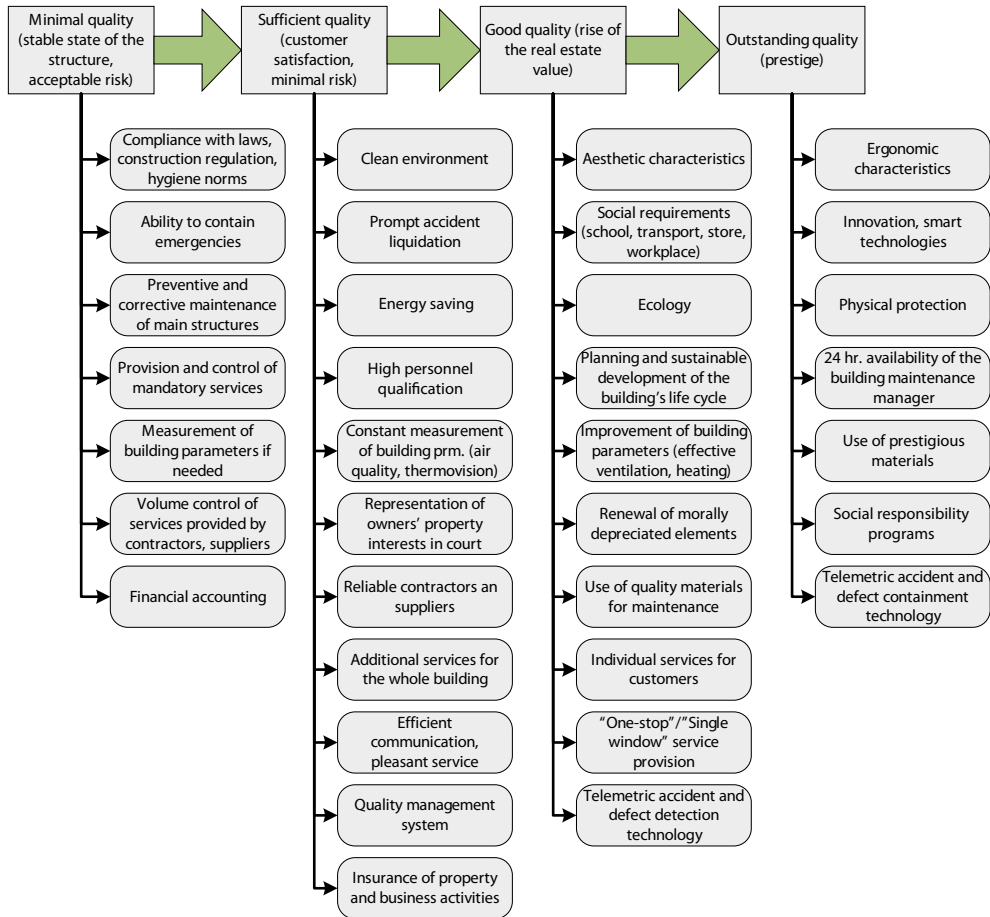 Minimal quality
(stable state of the
structure,
acceptable risk)
Sufficient quality
(customer
satisfaction,
minimal risk)
Good quality (rise of
the real estate
value)
Outstanding quality
(prestige)
Compliance with laws,
construction regulation,
hygiene norms
Ability to contain
emergencies
Preventive and
corrective maintenance
of main structures
Provision and control of
mandatory services
Measurement of
building parameters if
needed
Volume control of
services provided by
contractors, suppliers
Financial accounting
Clean environment
Prompt accident
liquidation
Energy saving
High personnel
qualification
Constant measurement
of building prm. (air
quality, thermovision)
Representation of
owners’ property
interests in court
Reliable contractors an
suppliers
Additional services for
the whole building
Efficient
communication,
pleasant service
Quality management
system
Insurance of property
and business activities
Aesthetic characteristics
Social requirements
(school, transport, store,
workplace)
Ecology
Planning and sustainable
development of the
building’s life cycle
Improvement of building
parameters (effective
ventilation, heating)
Renewal of morally
depreciated elements
Use of quality materials
for maintenance
Individual services for
customers
“One-stop”/”Single
window” service
provision
Telemetric accident and
defect detection
technology
Ergonomic
characteristics
Innovation, smart
technologies
Physical protection
24 hr. availability of the
building maintenance
manager
Use of prestigious
materials
Social responsibility
programs
Telemetric accident and
defect containment
technology